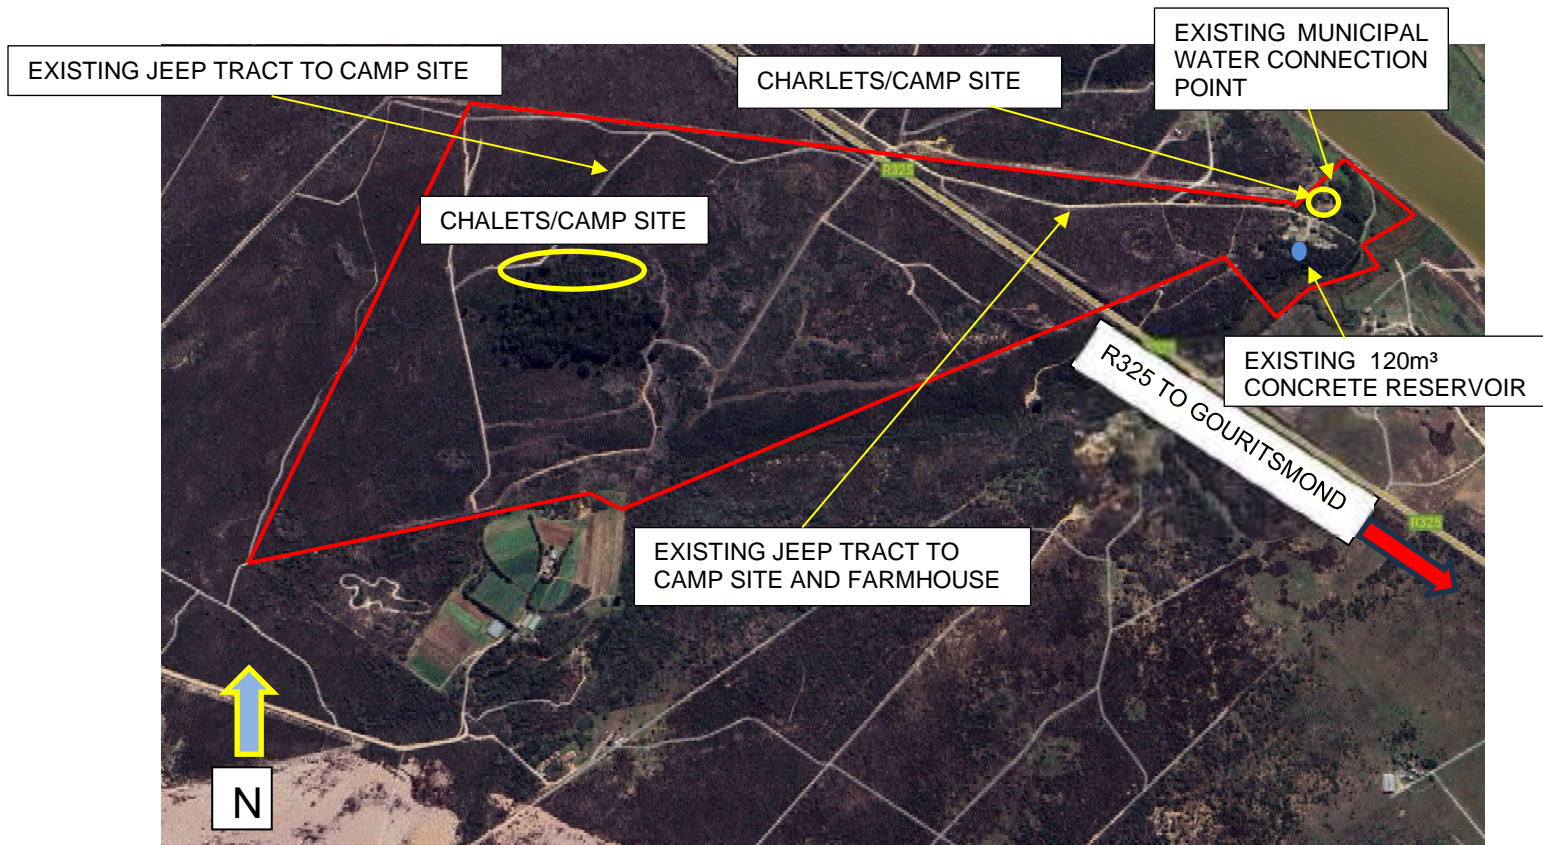 EXISTING MUNICIPAL
WATER CONNECTION
POINT
EXISTING JEEP TRACT TO CAMP SITE
CHARLETS/CAMP SITE
R325
CHALETS/CAMP SITE
EXISTING 120m³
CONCRETE RESERVOIR
R325 TO GOURITSMOND
R325
EXISTING JEEP TRACT TO
CAMP SITE AND FARMHOUSE
N